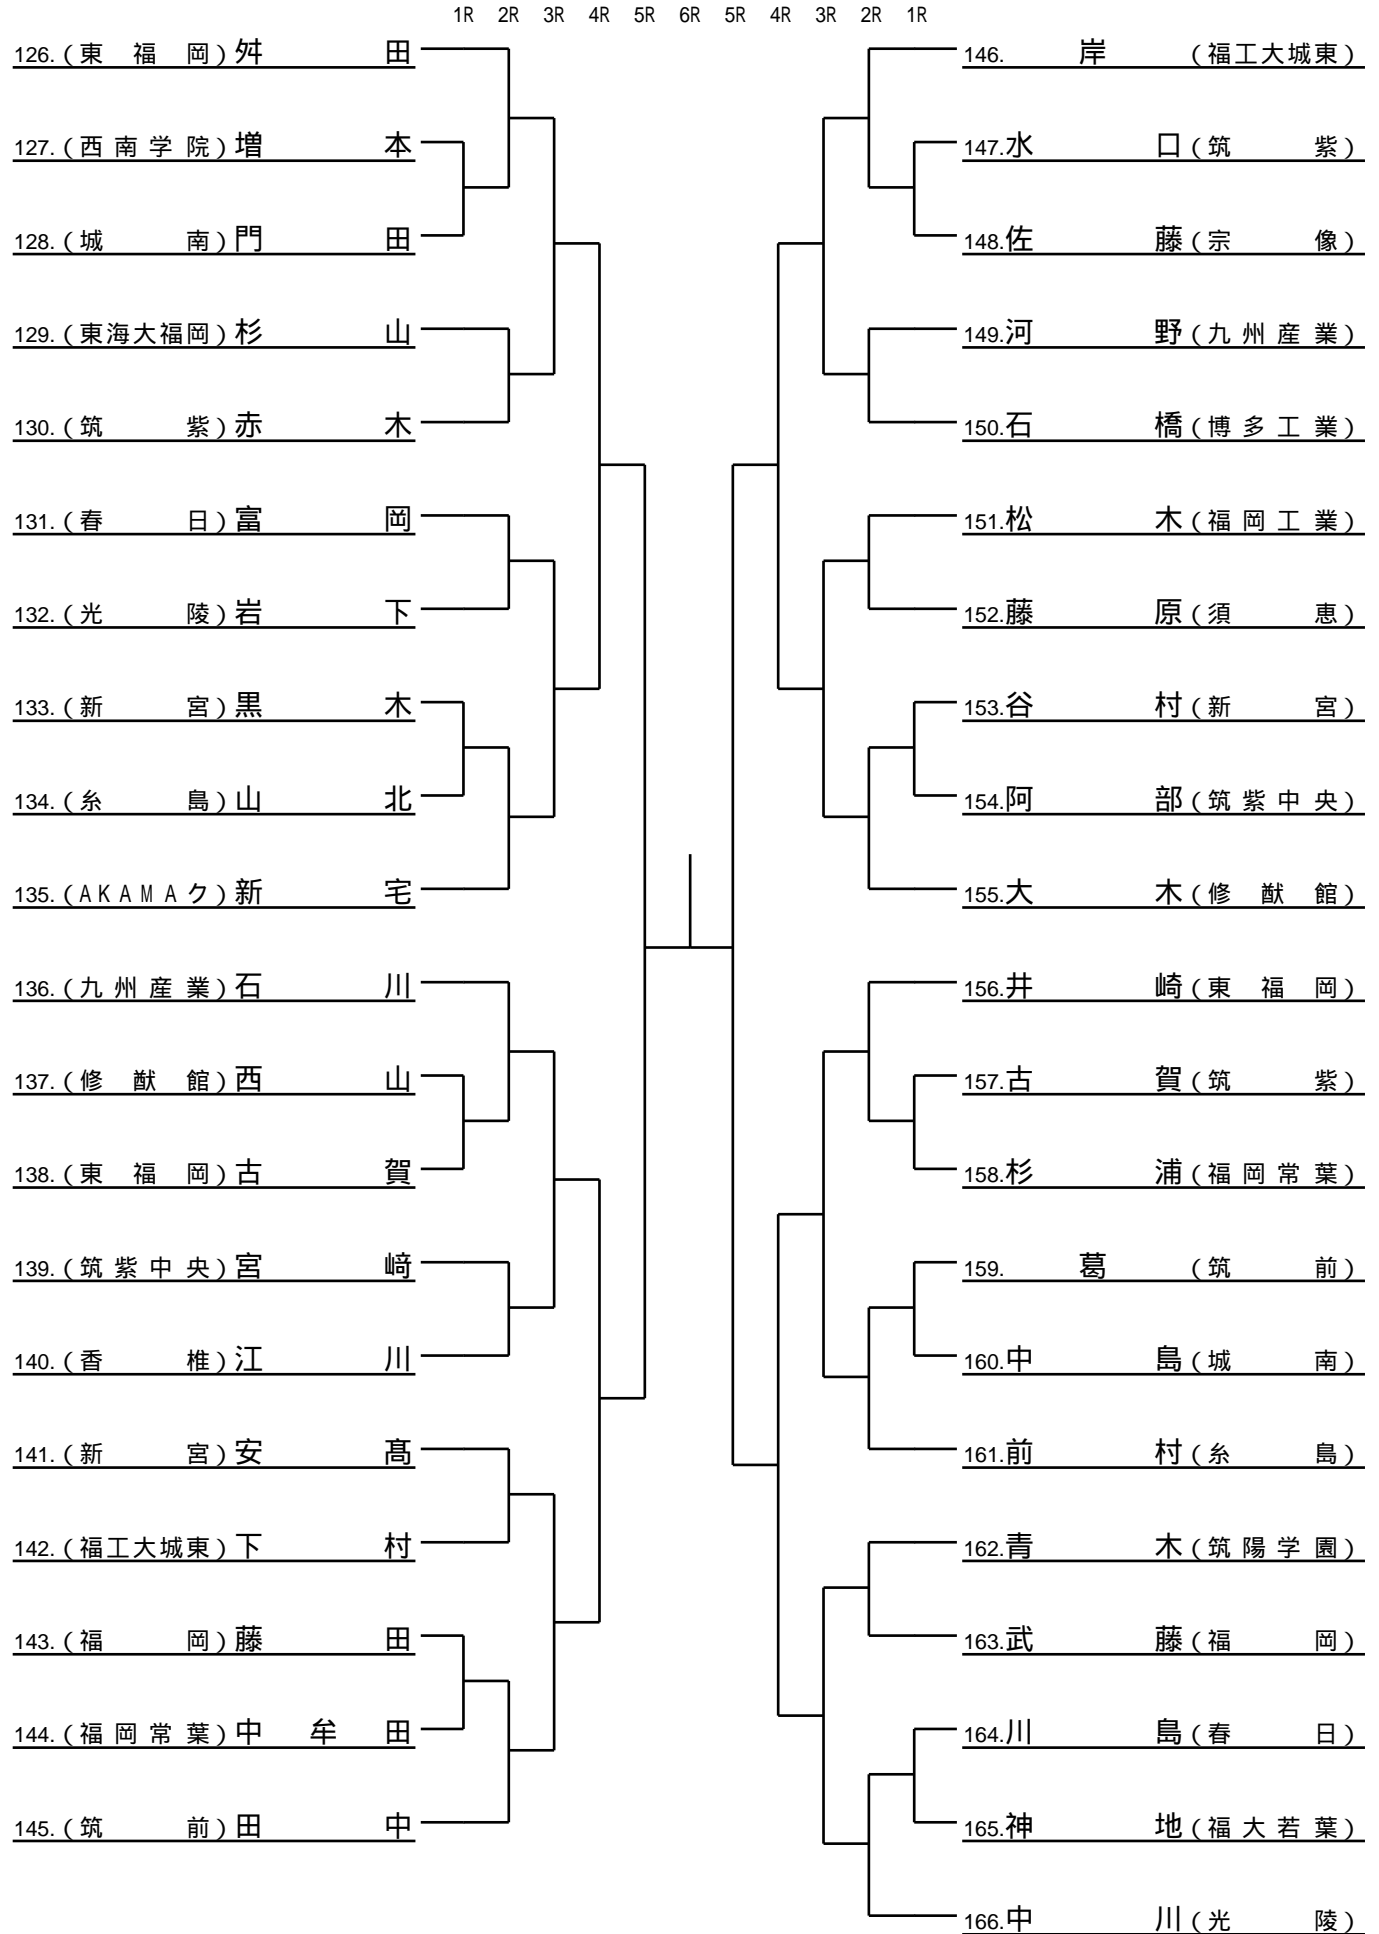 1R 2R 3R 4R 5R 6R 5R 4R 3R 2R 1R
126.(東福岡)舛田
127.(西南学院)増本
128.(城南)門田
129.(東海大福岡)杉山
130.(筑紫)赤木
131.(春日)富岡
132.(光陵)岩下
133.(新宮)黒木
134.(糸島)山北
135.(AKAMAク)新宅
136.(九州産業)石川
137.(修猷館)西山
138.(東福岡)古賀
139.(筑紫中央)宮﨑
140.(香椎)江川
141.(新宮)安髙
142.(福工大城東)下村
143.(福岡)藤田
144.(福岡常葉)中牟田
145.(筑前)田中
146.岸(福工大城東)
147.水口(筑紫)
148.佐藤(宗像)
149.河野(九州産業)
150.石橋(博多工業)
151.松木(福岡工業)
152.藤原(須恵)
153.谷村(新宮)
154.阿部(筑紫中央)
155.大木(修猷館)
156.井崎(東福岡)
157.古賀(筑紫)
158.杉浦(福岡常葉)
159.葛(筑前)
160.中島(城南)
161.前村(糸島)
162.青木(筑陽学園)
163.武藤(福岡)
164.川島(春日)
165.神地(福大若葉)
166.中川(光陵)